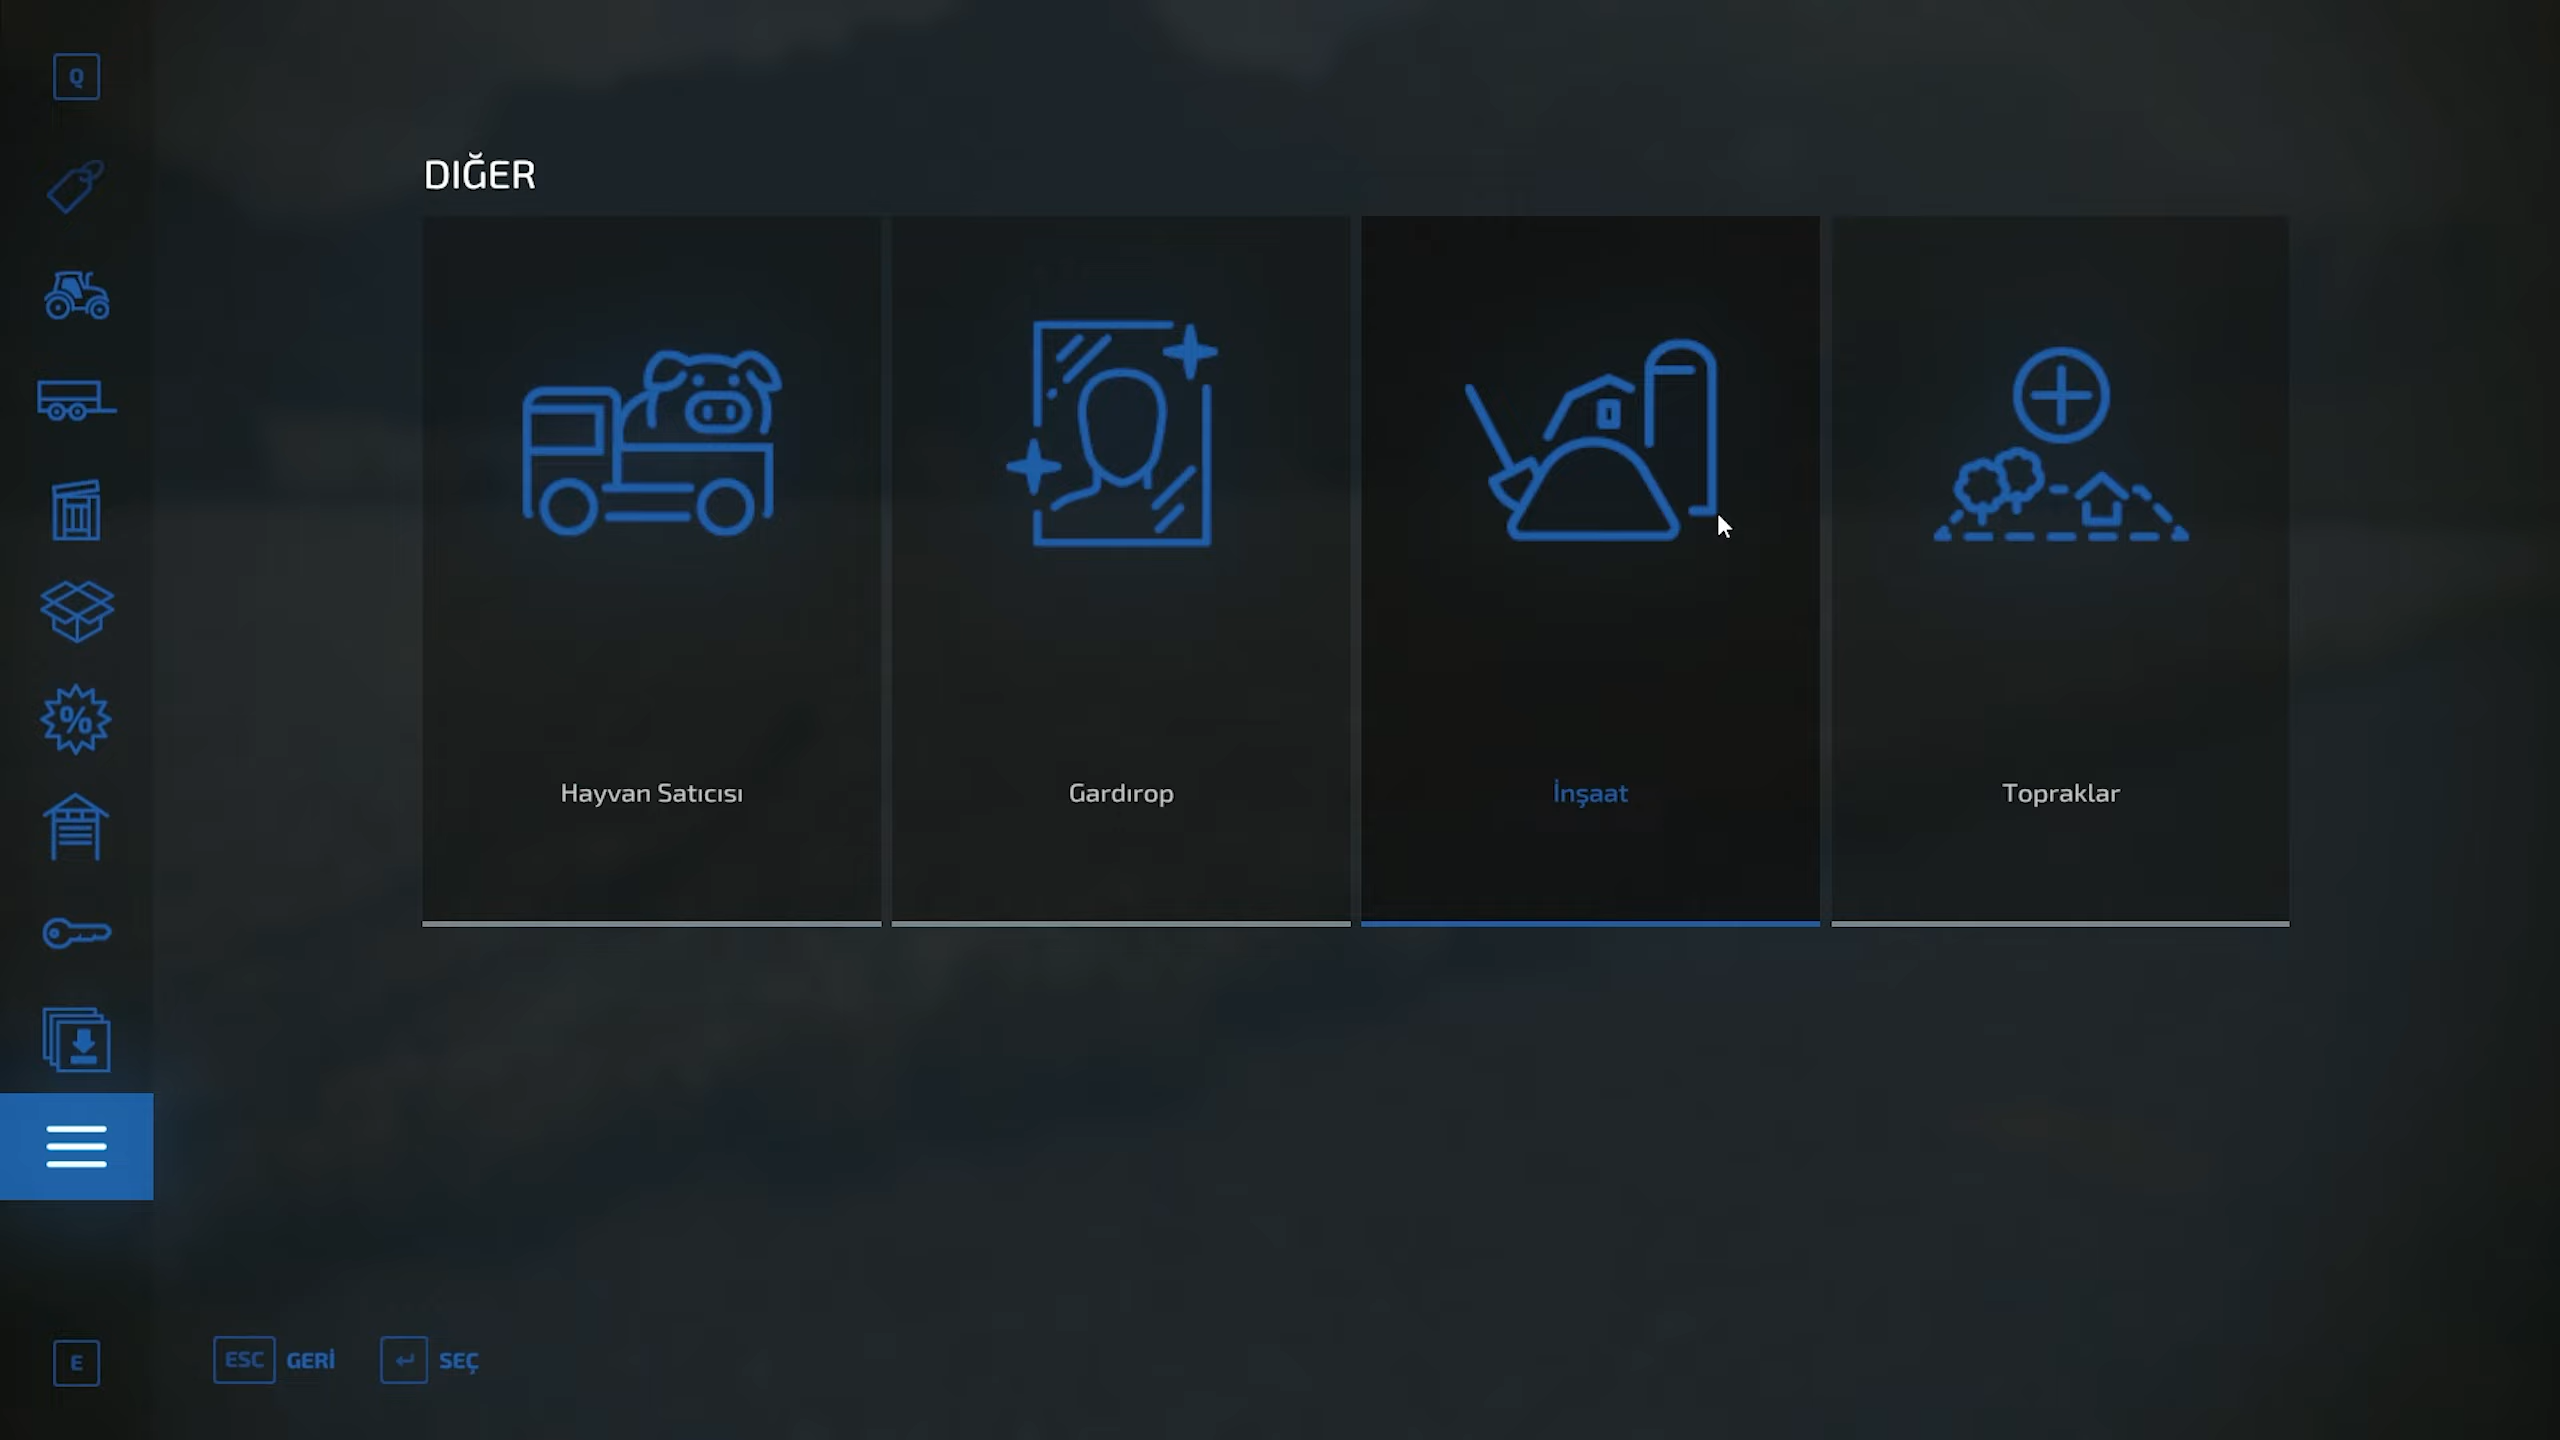 Q
DIĞER
Hayvan Satıcısı
Gardırop
İnşaat
Topraklar
%
E
ESC GERİ
SEÇ